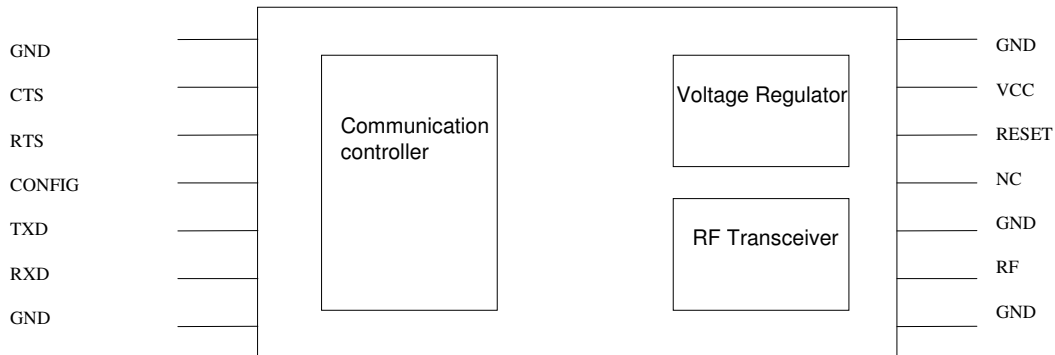 GND
CTS
RTS
CONFIG
TXD
RXD
GND
Communication
controller
Voltage Regulator
RF Transceiver
GND
VCC
RESET
NC
GND
RF
GND